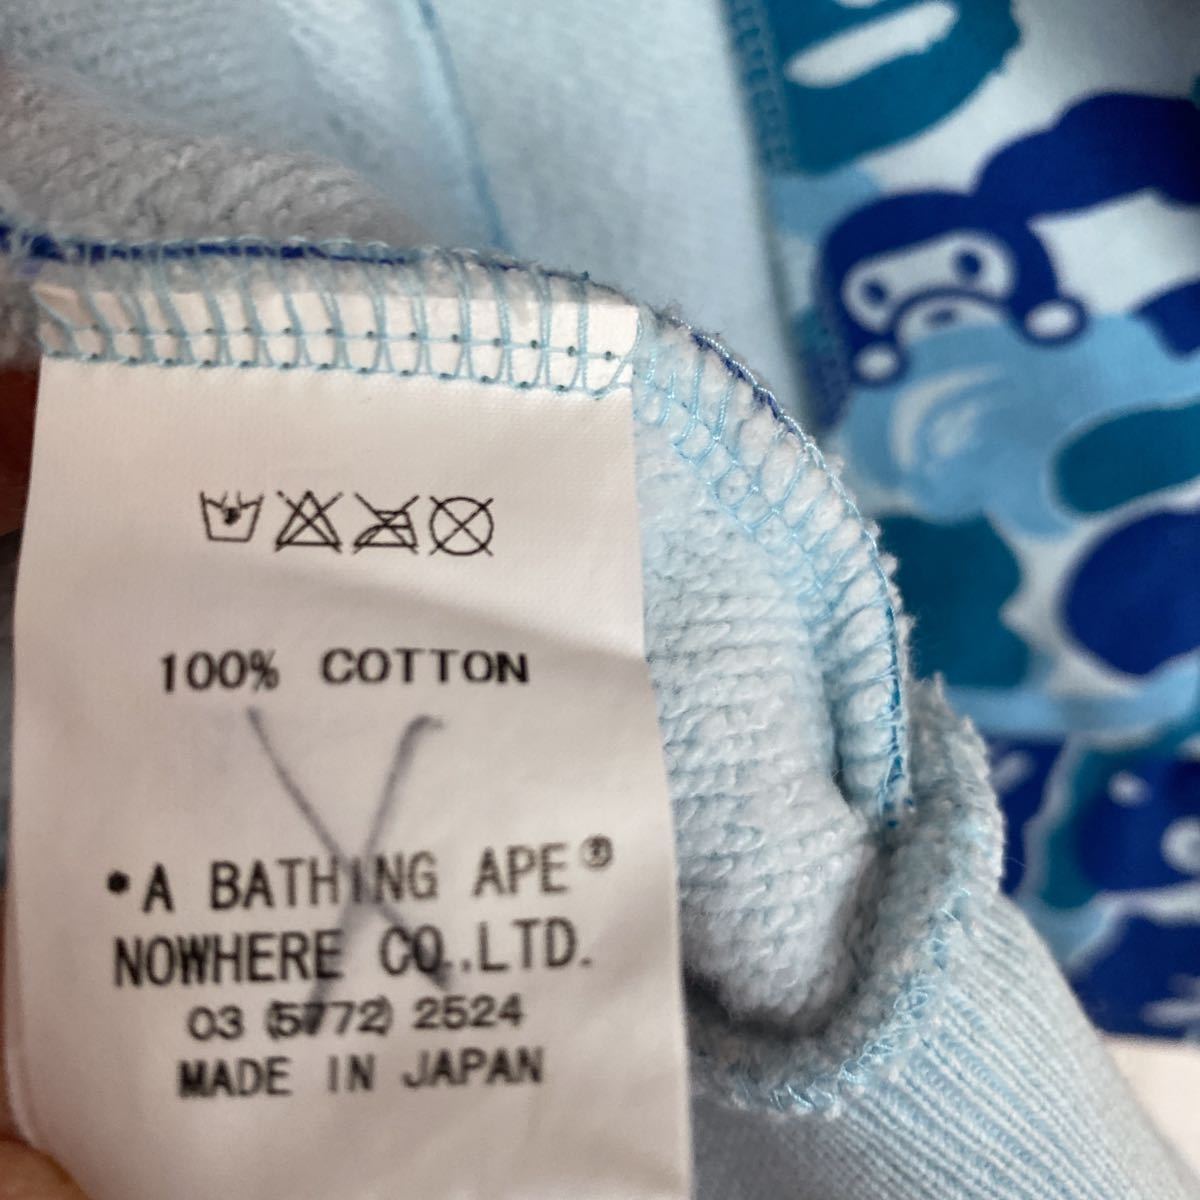 100% COTTON
•A BATHING APE®
NOWHERE CO.,LTD.
03 (5772) 2524
MADE IN JAPAN